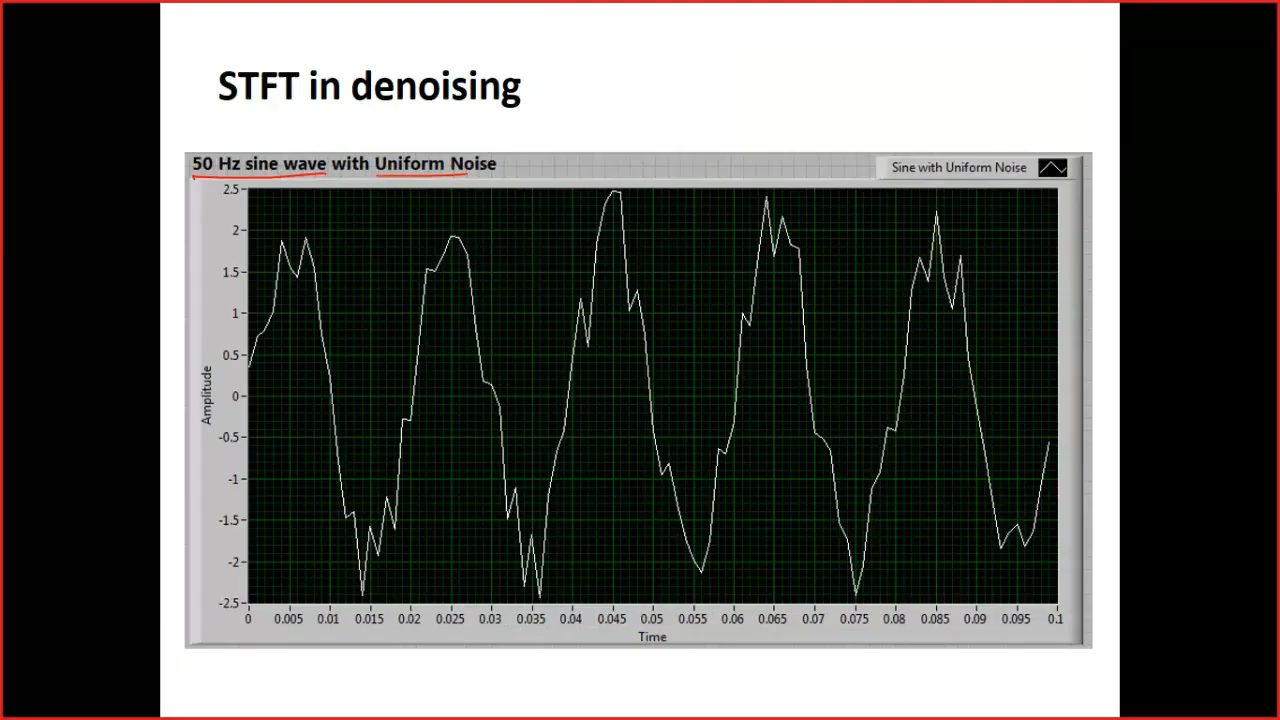 STFT in denoising
50 Hz sine wave with Uniform Noise
Sine with Uniform Noise
2.5
2
1.5
1
0.5
0
-0.5
-1
-1.5
-2
-2.5
Amplitude
0 0.005 0.01 0.015 0.02 0.025 0.03 0.035 0.04 0.045 0.05 0.055 0.06 0.065 0.07 0.075 0.08 0.085 0.09 0.095 0.1
Time